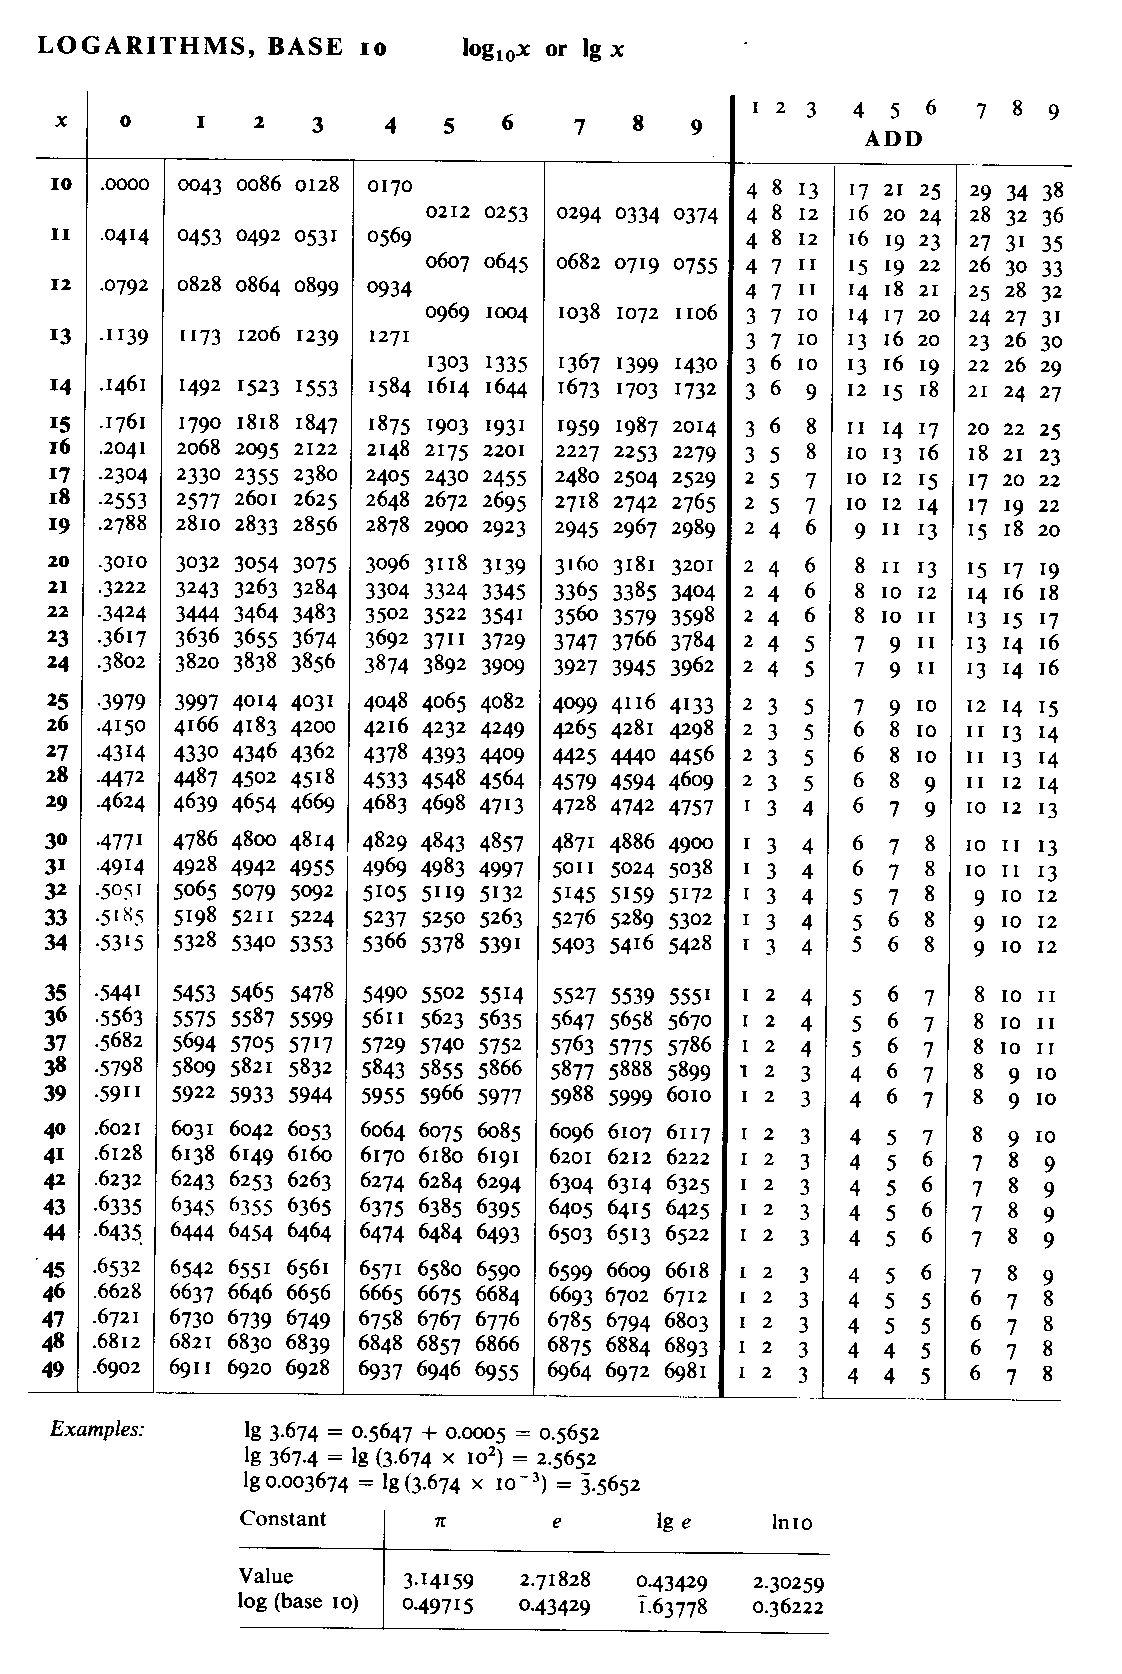 LOGARITHMS, BASE 10 log₁₀x or lg x
x 0 1 2 3 4 5 6 7 8 9 1 2 3 4 5 6 7 8 9
ADD
10 .0000 0043 0086 0128 0170 4 8 13 17 21 25 29 34 38
0212 0253 0294 0334 0374 4 8 12 16 20 24 28 32 36
11 .0414 0453 0492 0531 0569 4 8 12 16 19 23 27 31 35
0607 0645 0682 0719 0755 4 7 11 15 19 22 26 30 33
12 .0792 0828 0864 0899 0934 4 7 11 14 18 21 25 28 32
0969 1004 1038 1072 1106 3 7 10 14 17 20 24 27 31
13 .1139 1173 1206 1239 1271 3 7 10 13 16 20 23 26 30
1303 1335 1367 1399 1430 3 6 10 13 16 19 22 26 29
14 .1461 1492 1523 1553 1584 1614 1644 1673 1703 1732 3 6 9 12 15 18 21 24 27
15 .1761 1790 1818 1847 1875 1903 1931 1959 1987 2014 3 6 8 11 14 17 20 22 25
16 .2041 2068 2095 2122 2148 2175 2201 2227 2253 2279 3 5 8 10 13 16 18 21 23
17 .2304 2330 2355 2380 2405 2430 2455 2480 2504 2529 2 5 7 10 12 15 17 20 22
18 .2553 2577 2601 2625 2648 2672 2695 2718 2742 2765 2 5 7 10 12 14 17 19 22
19 .2788 2810 2833 2856 2878 2900 2923 2945 2967 2989 2 4 6 9 11 13 15 18 20
20 .3010 3032 3054 3075 3096 3118 3139 3160 3181 3201 2 4 6 8 11 13 15 17 19
21 .3222 3243 3263 3284 3304 3324 3345 3365 3385 3404 2 4 6 8 10 12 14 16 18
22 .3424 3444 3464 3483 3502 3522 3541 3560 3579 3598 2 4 6 8 10 11 13 15 17
23 .3617 3636 3655 3674 3692 3711 3729 3747 3766 3784 2 4 5 7 9 11 13 14 16
24 .3802 3820 3838 3856 3874 3892 3909 3927 3945 3962 2 4 5 7 9 11 13 14 16
25 .3979 3997 4014 4031 4048 4065 4082 4099 4116 4133 2 3 5 7 9 10 12 14 15
26 .4150 4166 4183 4200 4216 4232 4249 4265 4281 4298 2 3 5 6 8 10 11 13 14
27 .4314 4330 4346 4362 4378 4393 4409 4425 4440 4456 2 3 5 6 8 10 11 13 14
28 .4472 4487 4502 4518 4533 4548 4564 4579 4594 4609 2 3 5 6 8 9 11 12 14
29 .4624 4639 4654 4669 4683 4698 4713 4728 4742 4757 1 3 4 6 7 9 10 12 13
30 .4771 4786 4800 4814 4829 4843 4857 4871 4886 4900 1 3 4 6 7 8 10 11 13
31 .4914 4928 4942 4955 4969 4983 4997 5011 5024 5038 1 3 4 6 7 8 10 11 13
32 .5051 5065 5079 5092 5105 5119 5132 5145 5159 5172 1 3 4 5 7 8 9 10 12
33 .5185 5198 5211 5224 5237 5250 5263 5276 5289 5302 1 3 4 5 6 8 9 10 12
34 .5315 5328 5340 5353 5366 5378 5391 5403 5416 5428 1 3 4 5 6 8 9 10 12
35 .5441 5453 5465 5478 5490 5502 5514 5527 5539 5551 1 2 4 5 6 7 8 10 11
36 .5563 5575 5587 5599 5611 5623 5635 5647 5658 5670 1 2 4 5 6 7 8 10 11
37 .5682 5694 5705 5717 5729 5740 5752 5763 5775 5786 1 2 4 5 6 7 8 10 11
38 .5798 5809 5821 5832 5843 5855 5866 5877 5888 5899 1 2 3 4 6 7 8 9 10
39 .5911 5922 5933 5944 5955 5966 5977 5988 5999 6010 1 2 3 4 6 7 8 9 10
40 .6021 6031 6042 6053 6064 6075 6085 6096 6107 6117 1 2 3 4 5 7 8 9 10
41 .6128 6138 6149 6160 6170 6180 6191 6201 6212 6222 1 2 3 4 5 6 7 8 9
42 .6232 6243 6253 6263 6274 6284 6294 6304 6314 6325 1 2 3 4 5 6 7 8 9
43 .6335 6345 6355 6365 6375 6385 6395 6405 6415 6425 1 2 3 4 5 6 7 8 9
44 .6435 6444 6454 6464 6474 6484 6493 6503 6513 6522 1 2 3 4 5 6 7 8 9
45 .6532 6542 6551 6561 6571 6580 6590 6599 6609 6618 1 2 3 4 5 6 7 8 9
46 .6628 6637 6646 6656 6665 6675 6684 6693 6702 6712 1 2 3 4 5 5 6 7 8
47 .6721 6730 6739 6749 6758 6767 6776 6785 6794 6803 1 2 3 4 5 5 6 7 8
48 .6812 6821 6830 6839 6848 6857 6866 6875 6884 6893 1 2 3 4 4 5 6 7 8
49 .6902 6911 6920 6928 6937 6946 6955 6964 6972 6981 1 2 3 4 4 5 6 7 8
Examples: lg 3.674 = 0.5647 + 0.0005 = 0.5652
lg 367.4 = lg (3.674 × 10²) = 2.5652
lg 0.003674 = lg (3.674 × 10⁻³) = 3̄.5652
Constant π e lg e ln10
Value 3.14159 2.71828 0.43429 2.30259
log (base 10) 0.49715 0.43429 1̄.63778 0.36222